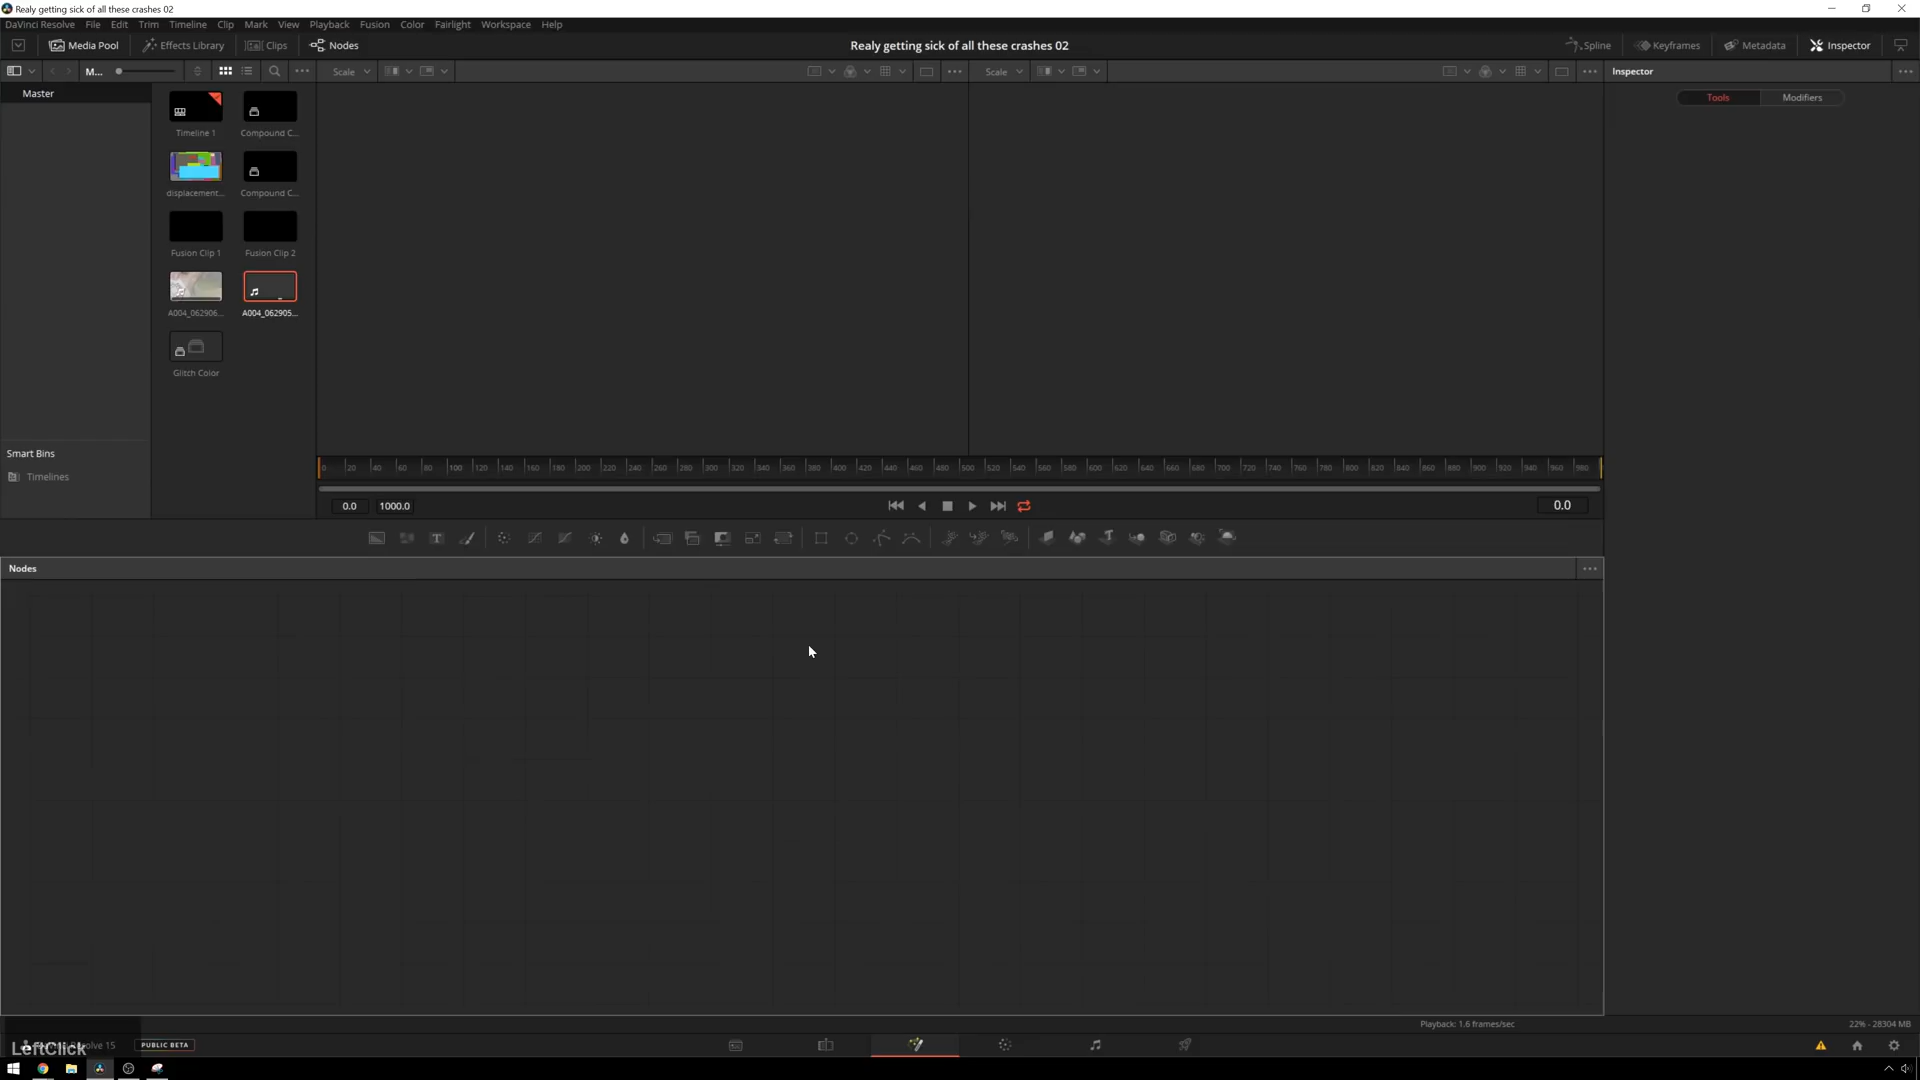 Realy getting sick of all these crashes 02
DaVinci Resolve File Edit Trim Timeline Clip Mark View Playback Fusion Color Fairlight Workspace Help
Media Pool Effects Library Clips Nodes Realy getting sick of all these crashes 02 Spline Keyframes Metadata Inspector
M... Scale Scale Inspector
Master
Tools Modifiers
Timeline 1 Compound C...
displacement... Compound C...
Fusion Clip 1 Fusion Clip 2
A004_062906... A004_062905...
Glitch Color
Smart Bins
Timelines
0 20 40 60 80 100 120 140 160 180 200 220 240 260 280 300 320 340 360 380 400 420 440 460 480 500 520 540 560 580 600 620 640 660 680 700 720 740 760 780 800 820 840 860 880 900 920 940 960 980
0.0 1000.0 0.0
Nodes
Playback: 1.6 frames/sec 22% - 28304 MB
LeftClick
PUBLIC BETA